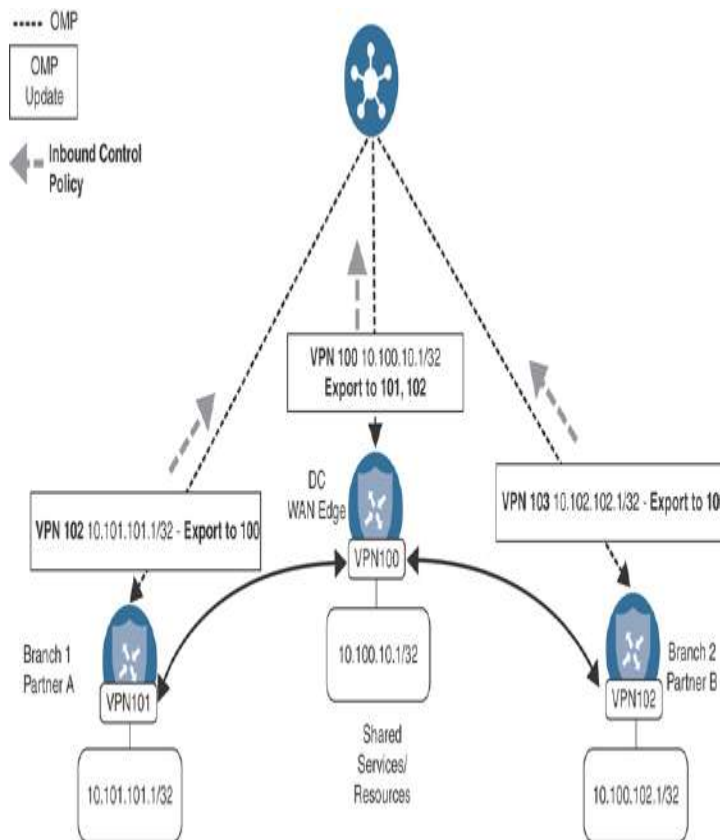 OMP
OMP
Update
Inbound Control
Policy
VPN 100 10.100.10.1/32
Export to 101, 102
DC
WAN Edge
VPN 102 10.101.101.1/32 - Export to 100
VPN 103 10.102.102.1/32 - Export to 10
VPN100
Branch 1
Partner A
VPN101
10.100.10.1/32
Branch 2
Partner B
VPN102
Shared
Services/
Resources
10.101.101.1/32
10.100.102.1/32